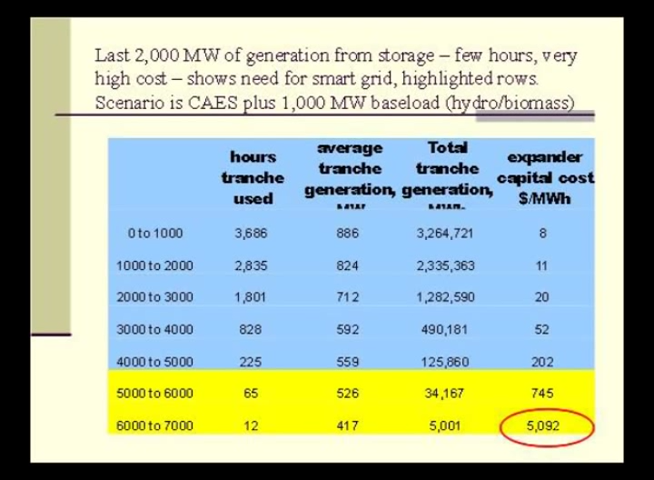 Last 2,000 MW of generation from storage – few hours, very
high cost – shows need for smart grid, highlighted rows.
Scenario is CAES plus 1,000 MW baseload (hydro/biomass)
hours tranche used average tranche generation, MW Total tranche generation, MWh expander capital cost $/MWh
0 to 1000 3,686 886 3,264,721 8
1000 to 2000 2,835 824 2,335,363 11
2000 to 3000 1,801 712 1,282,590 20
3000 to 4000 828 592 490,181 52
4000 to 5000 225 559 125,860 202
5000 to 6000 65 526 34,167 745
6000 to 7000 12 417 5,001 5,092